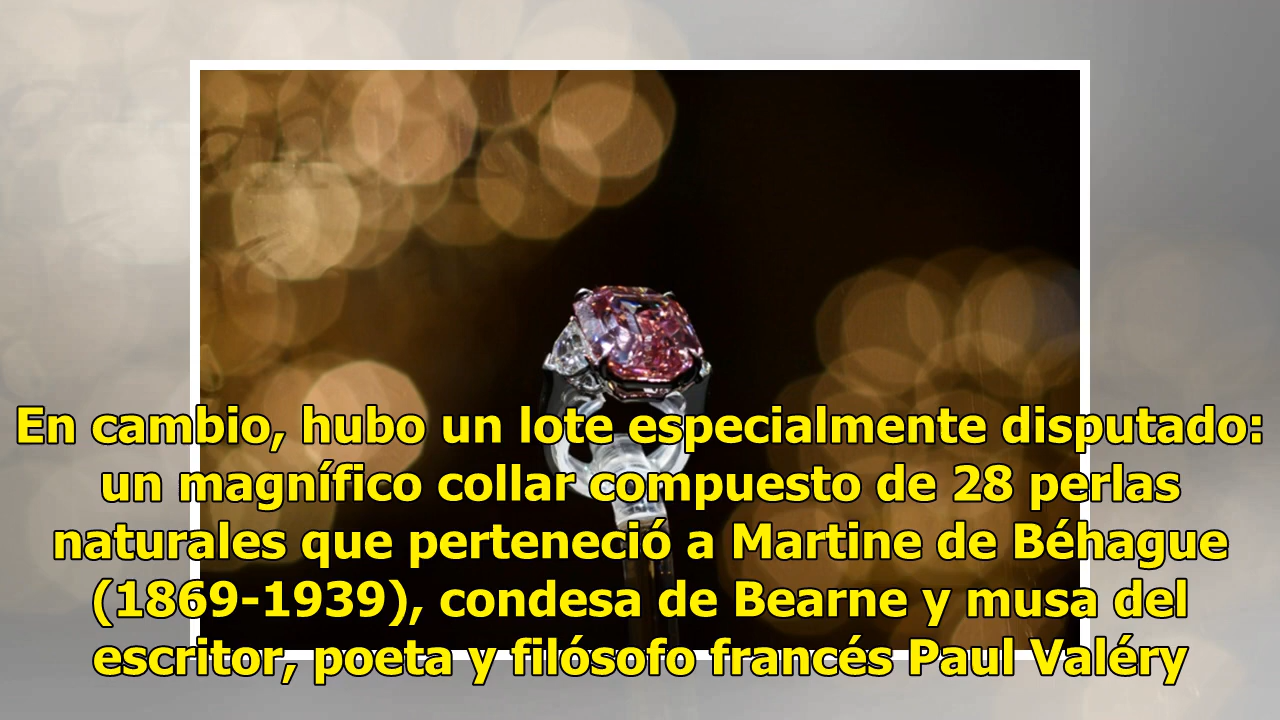 En cambio, hubo un lote especialmente disputado:
un magnífico collar compuesto de 28 perlas
naturales que perteneció a Martine de Béhague
(1869-1939), condesa de Bearne y musa del
escritor, poeta y filósofo francés Paul Valéry